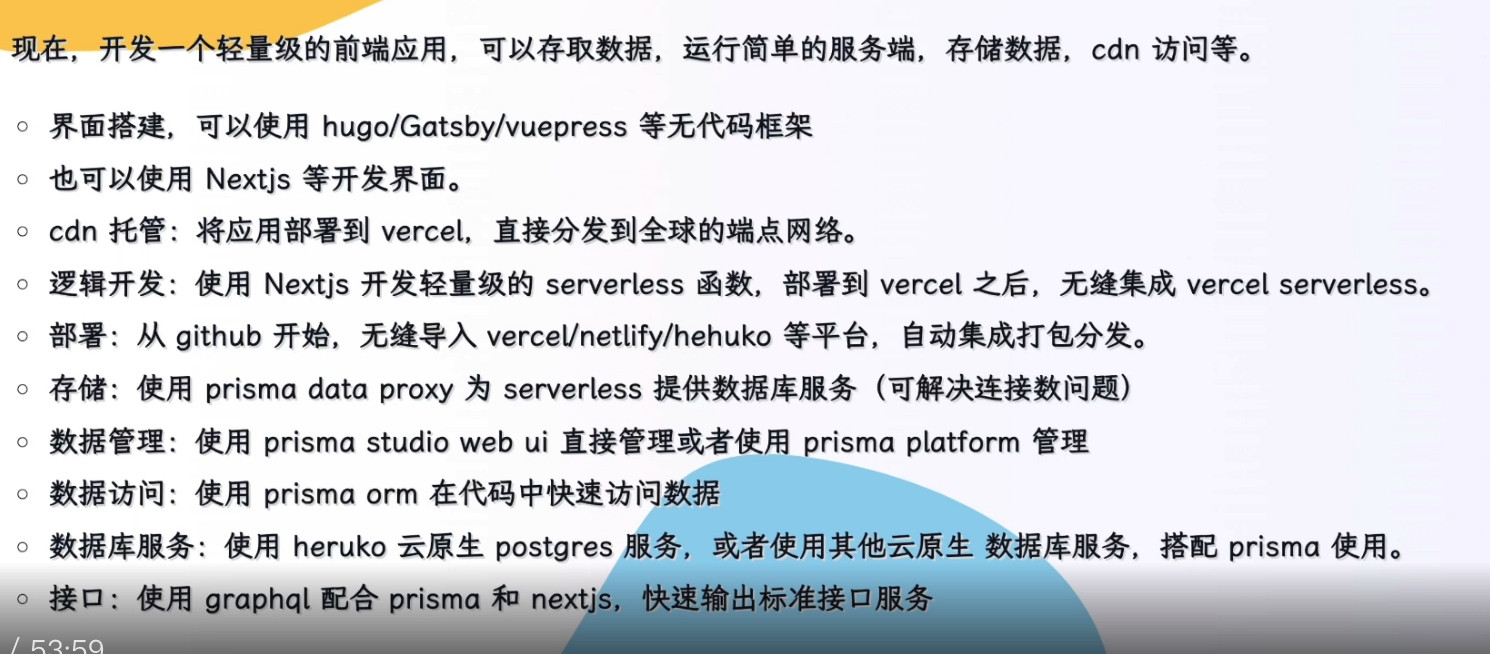 现在，开发一个轻量级的前端应用，可以存取数据，运行简单的服务端，存储数据，cdn 访问等。
○ 界面搭建，可以使用 hugo/Gatsby/vuepress 等无代码框架
○ 也可以使用 Nextjs 等开发界面。
○ cdn 托管：将应用部署到 vercel，直接分发到全球的端点网络。
○ 逻辑开发：使用 Nextjs 开发轻量级的 serverless 函数，部署到 vercel 之后，无缝集成 vercel serverless。
○ 部署：从 github 开始，无缝导入 vercel/netlify/hehuko 等平台，自动集成打包分发。
○ 存储：使用 prisma data proxy 为 serverless 提供数据库服务（可解决连接数问题）
○ 数据管理：使用 prisma studio web ui 直接管理或者使用 prisma platform 管理
○ 数据访问：使用 prisma orm 在代码中快速访问数据
○ 数据库服务：使用 heruko 云原生 postgres 服务，或者使用其他云原生 数据库服务，搭配 prisma 使用。
○ 接口：使用 graphql 配合 prisma 和 nextjs，快速输出标准接口服务
/ 53:59